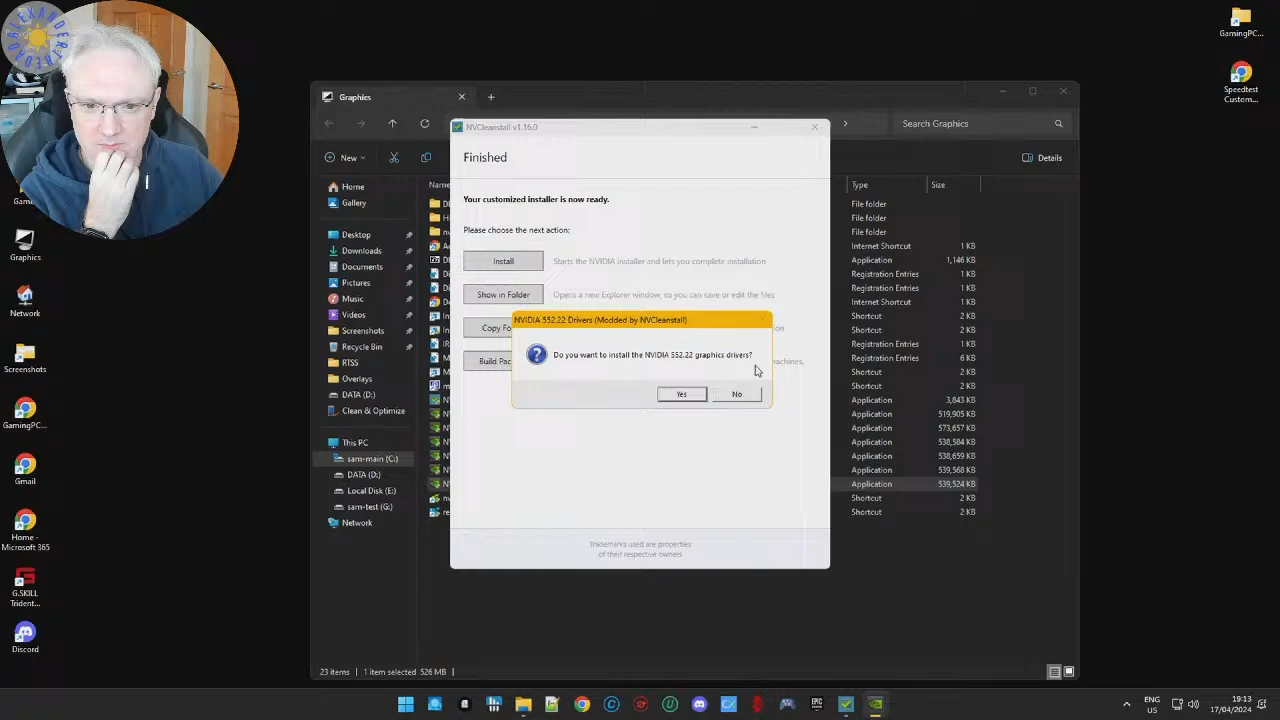 ALEXANDER THE DAD
GamingPC...
Speedtest
Custom...
Graphics
New
Search Graphics
Details
Home
Gallery
Desktop
Downloads
Documents
Pictures
Music
Videos
Screenshots
Recycle Bin
RTSS
Overlays
DATA (D:)
Clean & Optimize
This PC
sam-main (C:)
DATA (D:)
Local Disk (E:)
sam-test (G:)
Network
NVCleanstall v1.16.0
Finished
Your customized installer is now ready.
Please choose the next action:
Install
Starts the NVIDIA installer and lets you complete installation
Show in Folder
Opens a new Explorer window, so you can save or edit the files
Copy Fo
Build Pac
achines.
NVIDIA 552.22 Drivers (Modded by NVCleanstall)
Do you want to install the NVIDIA 552.22 graphics drivers?
Yes
No
Trademarks used are properties
of their respective owners
Type
Size
File folder
File folder
File folder
Internet Shortcut 1 KB
Application 1,146 KB
Registration Entries 1 KB
Registration Entries 1 KB
Internet Shortcut 1 KB
Shortcut 2 KB
Shortcut 2 KB
Registration Entries 1 KB
Registration Entries 6 KB
Shortcut 2 KB
Shortcut 2 KB
Application 3,843 KB
Application 519,905 KB
Application 573,657 KB
Application 538,584 KB
Application 538,659 KB
Application 539,568 KB
Application 539,524 KB
Shortcut 2 KB
Shortcut 2 KB
23 items
1 item selected 526 MB
Graphics
Network
Screenshots
GamingPC...
Gmail
Home -
Microsoft 365
G.SKILL
Trident...
Discord
EPIC
ENG
US
19:13
17/04/2024